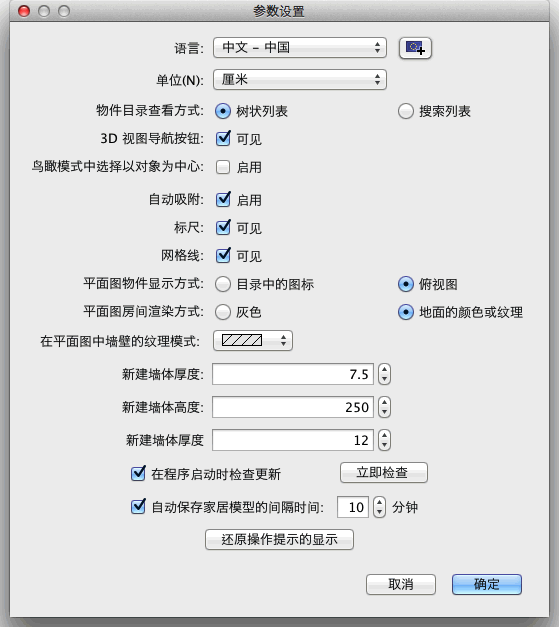 参数设置
语言: 中文 – 中国
单位(N): 厘米
物件目录查看方式: 树状列表 搜索列表
3D 视图导航按钮: 可见
鸟瞰模式中选择以对象为中心: 启用
自动吸附: 启用
标尺: 可见
网格线: 可见
平面图物件显示方式: 目录中的图标 俯视图
平面图房间渲染方式: 灰色 地面的颜色或纹理
在平面图中墙壁的纹理模式:
新建墙体厚度: 7.5
新建墙体高度: 250
新建墙体厚度 12
在程序启动时检查更新 立即检查
自动保存家居模型的间隔时间: 10 分钟
还原操作提示的显示
取消 确定